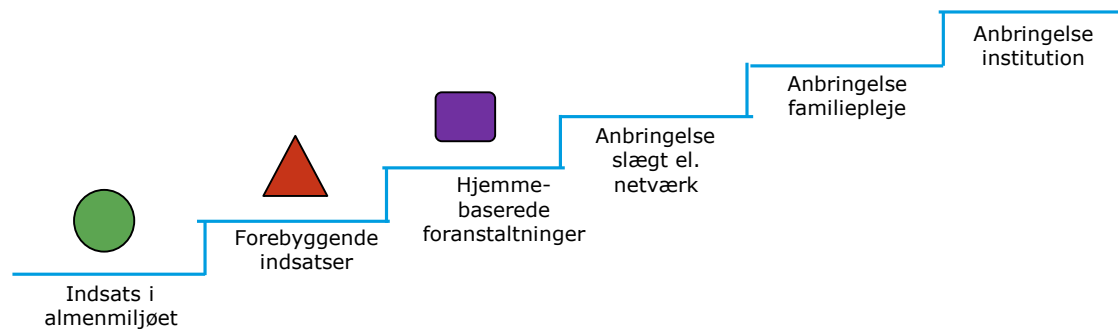 Indsats i
almenmiljøet
Forebyggende
indsatser
Hjemme-
baserede
foranstaltninger
Anbringelse
slægt el.
netværk
Anbringelse
familiepleje
Anbringelse
institution